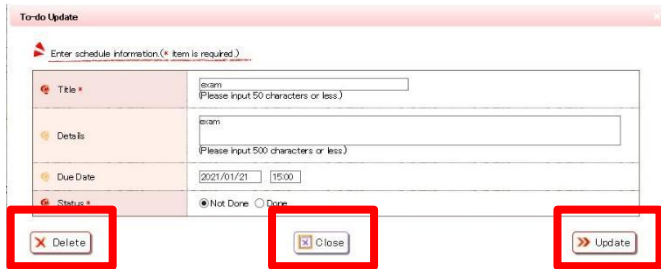 To-do Update
Enter schedule information.(* item is required.)
Title *
exam
(Please input 50 characters or less.)
Details
exam
(Please input 500 characters or less.)
Due Date
2021/01/21 15:00
Status *
Not Done Done
Delete Close Update